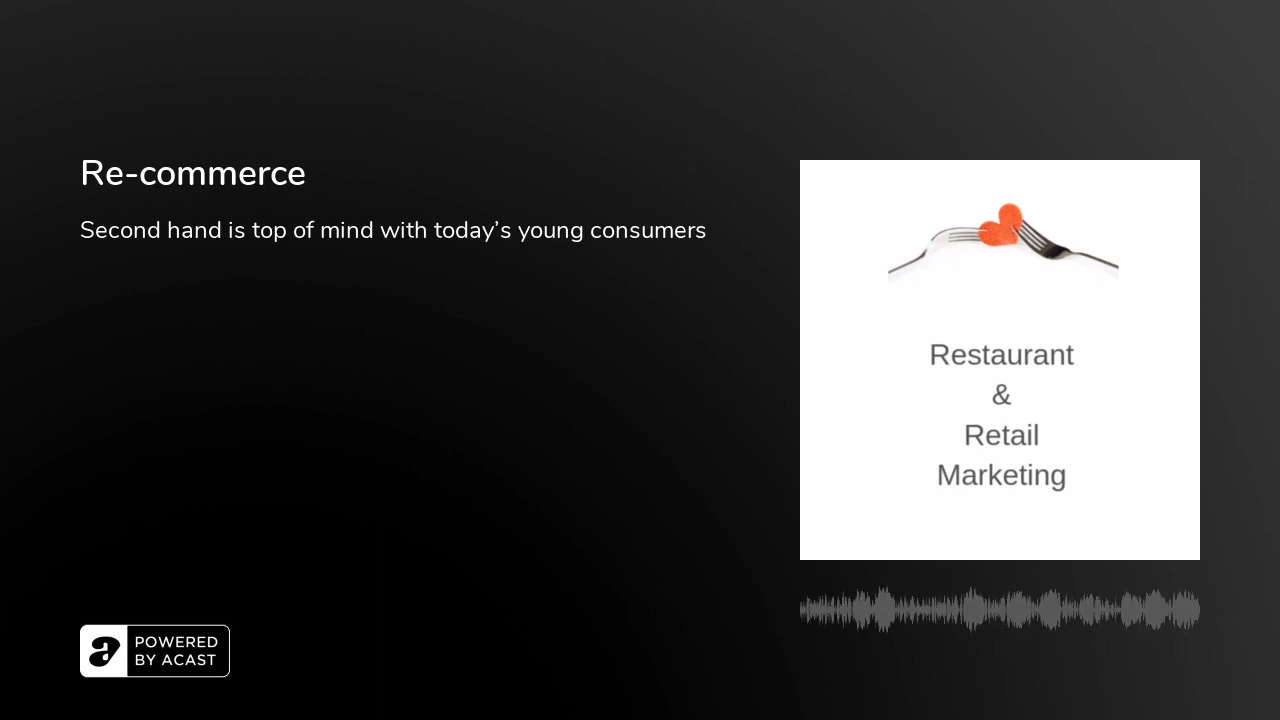 Re-commerce
Second hand is top of mind with today’s young consumers
Restaurant
&
Retail
Marketing
POWERED
BY ACAST